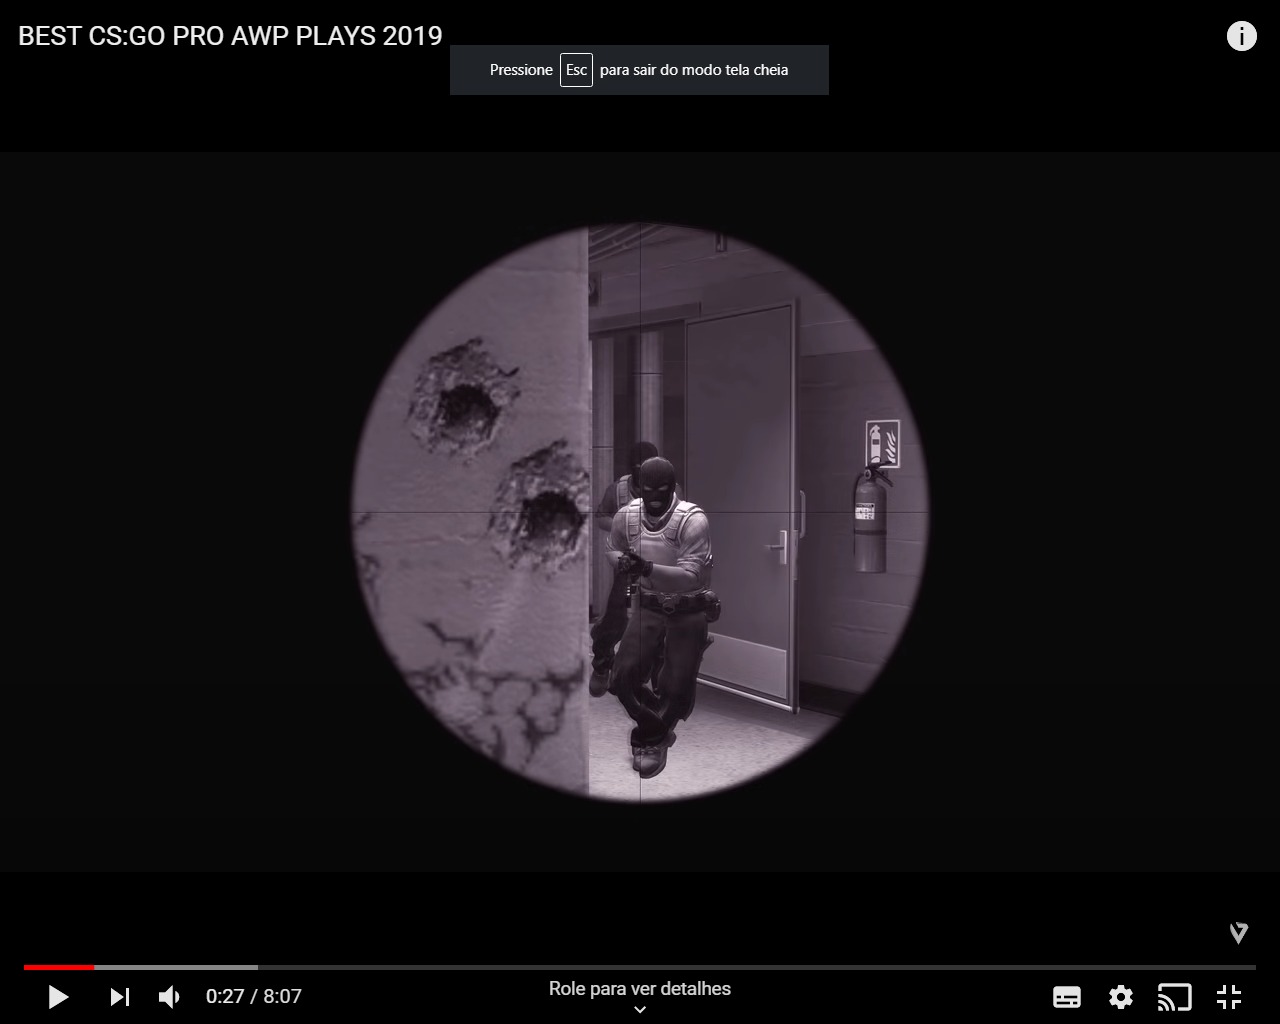 BEST CS:GO PRO AWP PLAYS 2019
Pressione Esc para sair do modo tela cheia
Role para ver detalhes
0:27 / 8:07